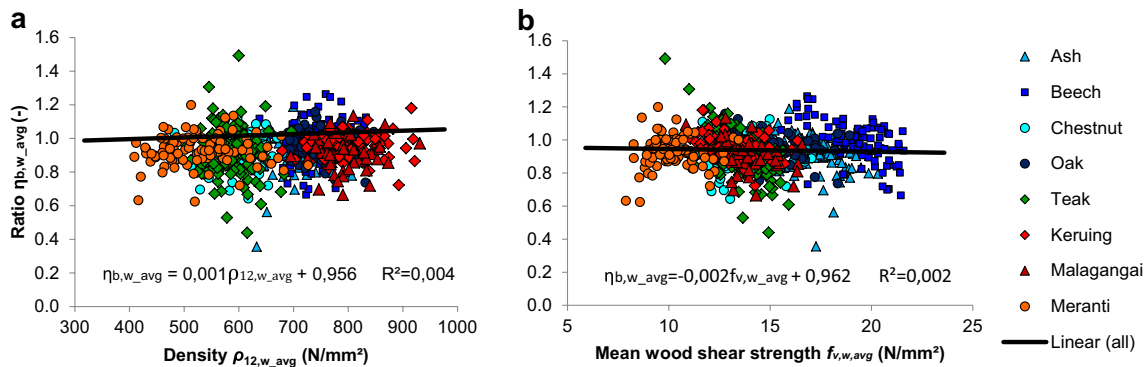 a
Ratio ηb,w_avg (-)
1.6
1.4
1.2
1.0
0.8
0.6
0.4
0.2
0.0
ηb,w_avg = 0,001ρ12,w_avg + 0,956 R²=0,004
300 400 500 600 700 800 900 1000
Density ρ12,w_avg (N/mm²)
b
1.6
1.4
1.2
1.0
0.8
0.6
0.4
0.2
0.0
ηb,w_avg=-0,002fv,w_avg + 0,962 R²=0,002
5 10 15 20 25
Mean wood shear strength fv,w,avg (N/mm²)
Ash
Beech
Chestnut
Oak
Teak
Keruing
Malagangai
Meranti
Linear (all)